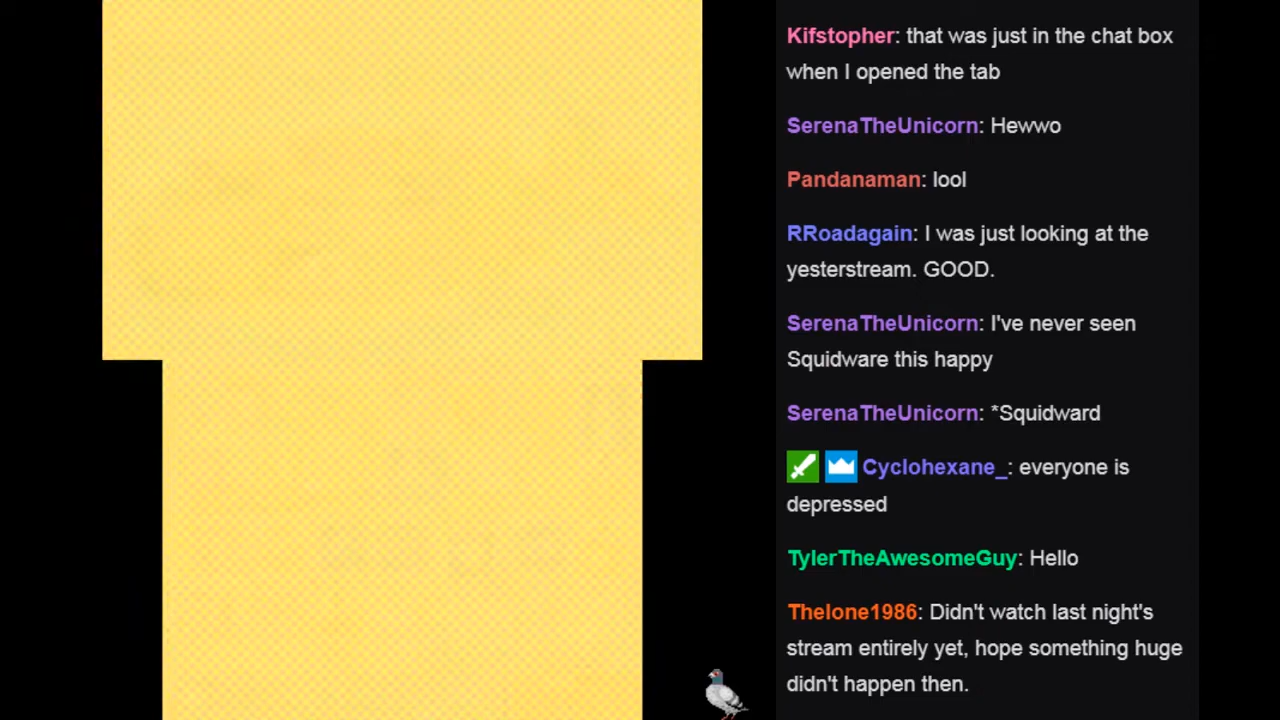 Kifstopher: that was just in the chat box
when I opened the tab
SerenaTheUnicorn: Hewwo
Pandanaman: lool
RRoadagain: I was just looking at the
yesterstream. GOOD.
SerenaTheUnicorn: I've never seen
Squidware this happy
SerenaTheUnicorn: *Squidward
Cyclohexane_: everyone is
depressed
TylerTheAwesomeGuy: Hello
Thelone1986: Didn't watch last night's
stream entirely yet, hope something huge
didn't happen then.